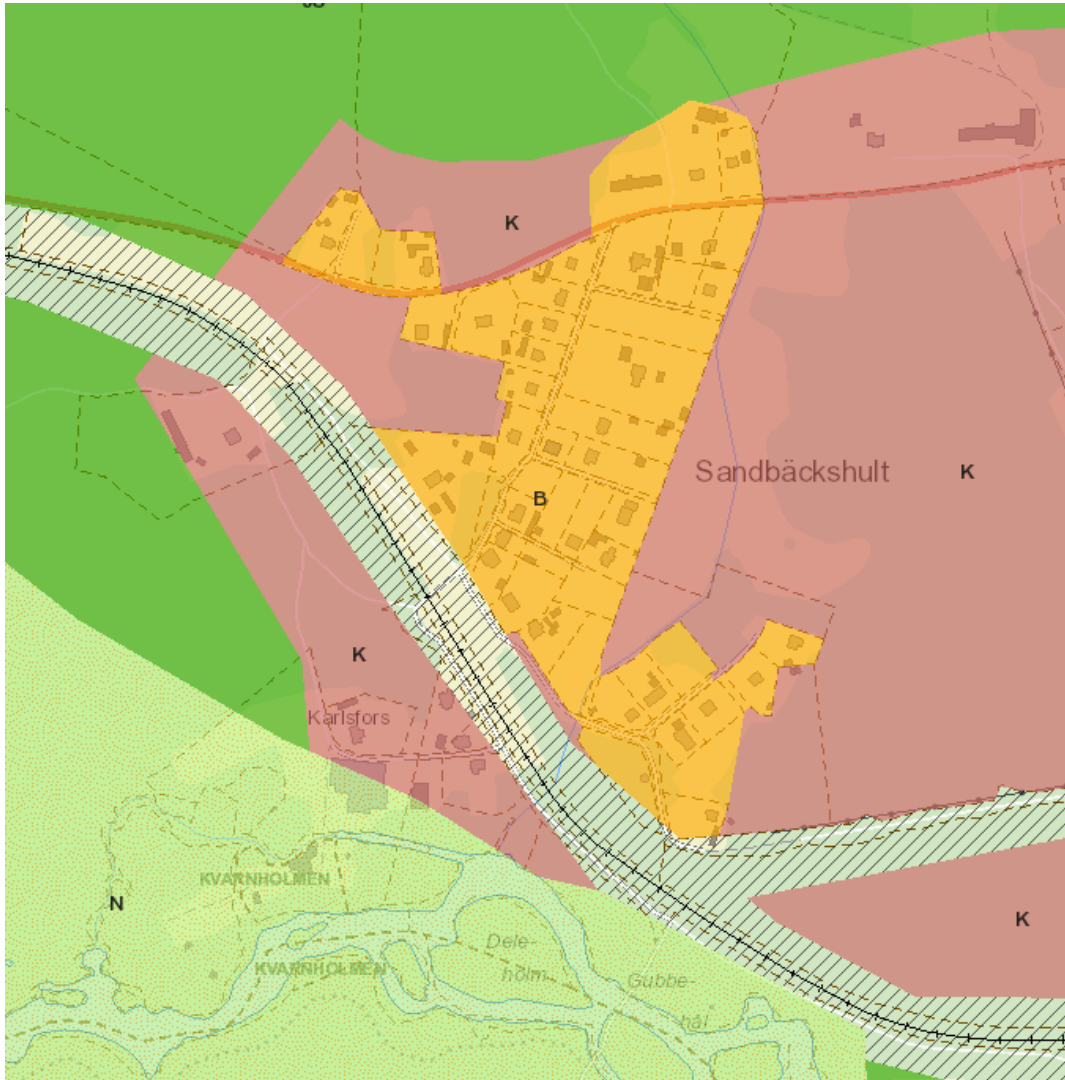 K
Sandbäckshult
K
B
K
Karlsfors
KVARNHOLMEN
N
K
Dele-
holm
KVARNHOLMEN
Gubbe-
hål